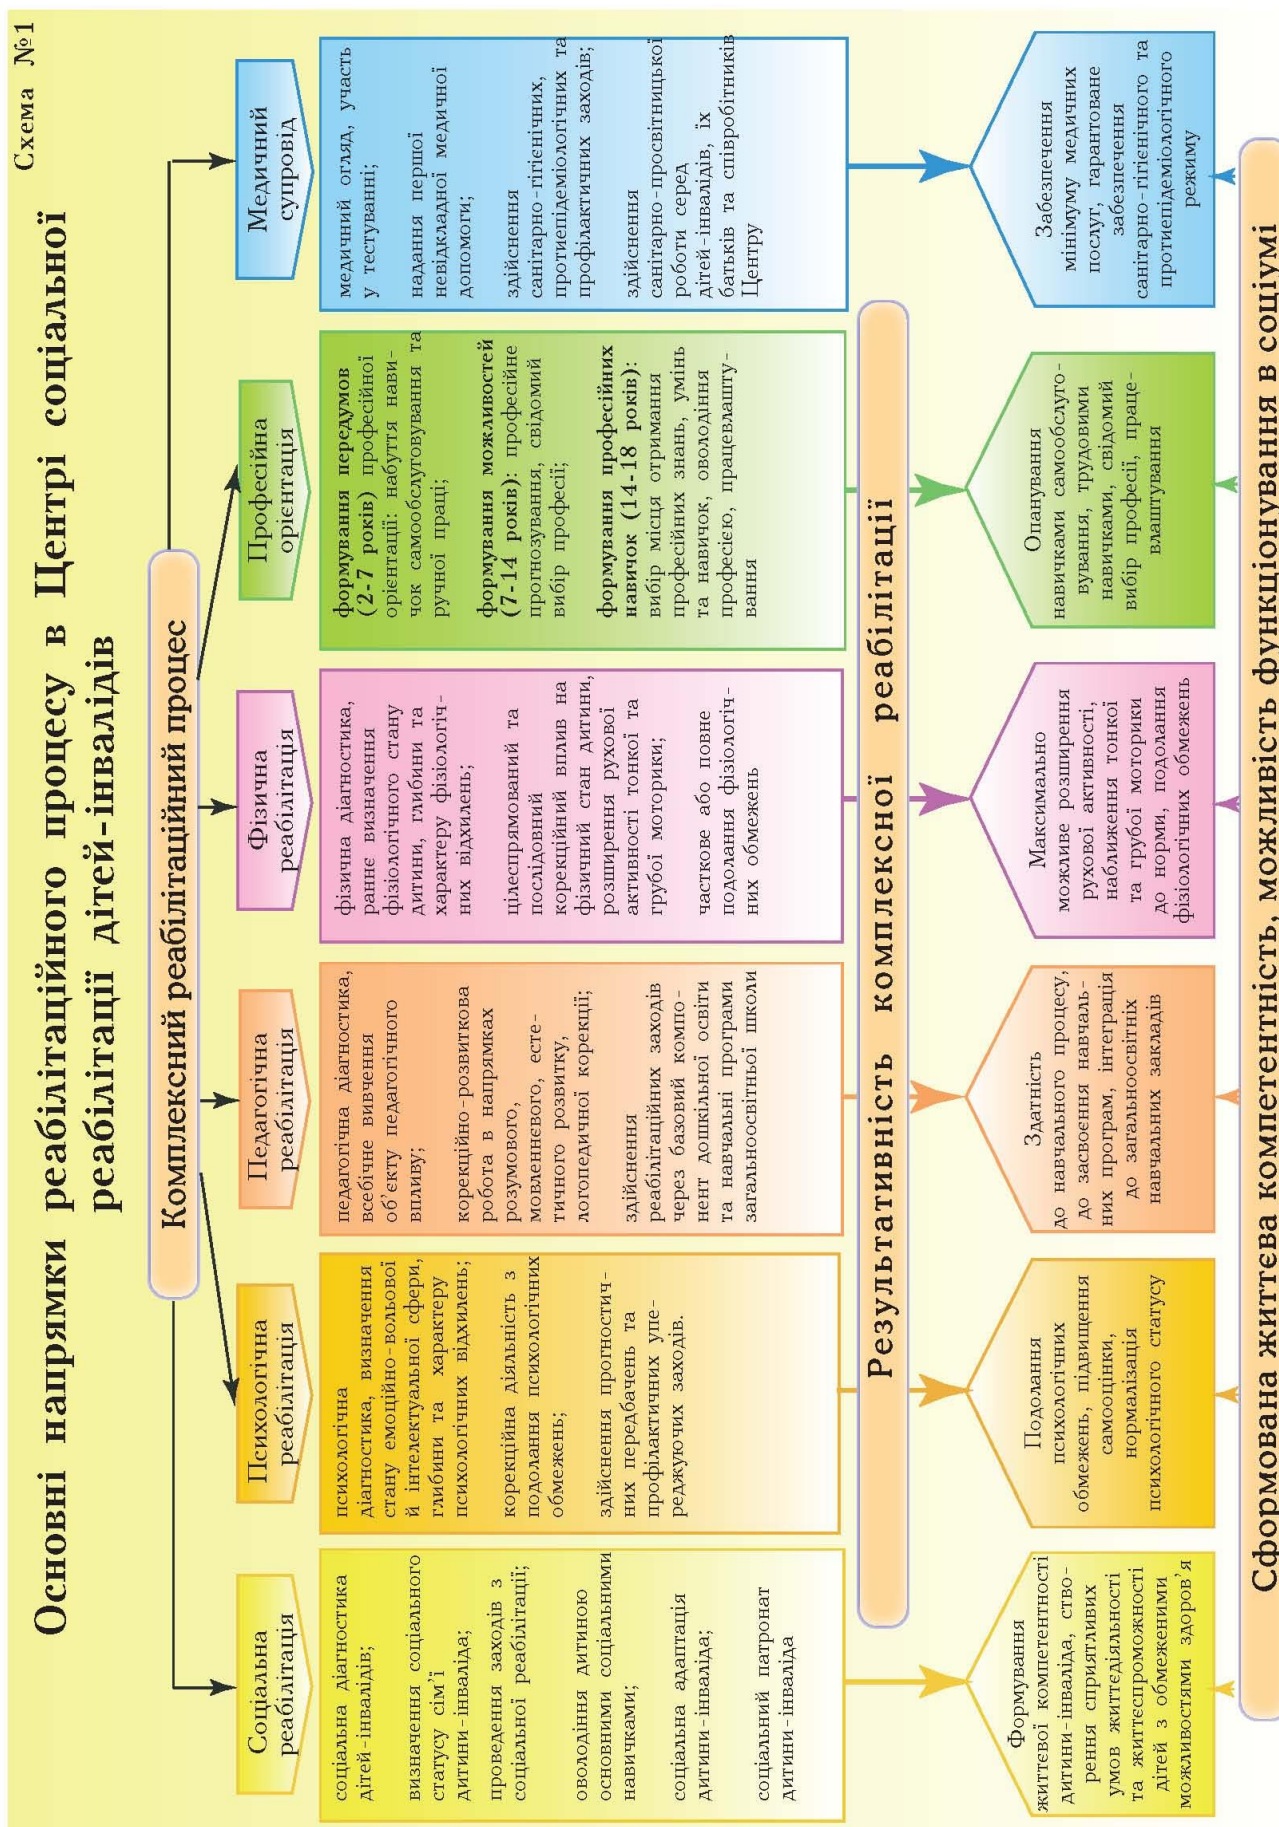 Схема №1
Основні напрямки реабілітаційного процесу в Центрі соціальної
реабілітації дітей-інвалідів
Комплексний реабілітаційний процес
Соціальна
реабілітація
соціальна діагностика
дітей-інвалідів;
визначення соціального
статусу сім'ї
дитини-інваліда;
проведення заходів з
соціальної реабілітації;
оволодіння дитиною
основними соціальними
навичками;
соціальна адаптація
дитини-інваліда;
соціальний патронат
дитини-інваліда
Психологічна
реабілітація
психологічна
діагностика, визначення
стану емоційно-вольової
й інтелектуальної сфери,
глибини та характеру
психологічних відхилень;
корекційна діяльність з
подолання психологічних
обмежень;
здійснення прогностич-
них передбачень та
профілактичних упе-
реджуючих заходів.
Педагогічна
реабілітація
педагогічна діагностика,
всебічне вивчення
об'єкту педагогічного
впливу;
корекційно-розвиткова
робота в напрямках
розумового,
мовленнєвого, есте-
тичного розвитку,
логопедичної корекції;
здійснення
реабілітаційних заходів
через базовий компо-
нент дошкільної освіти
та навчальні програми
загальноосвітньої школи
Фізична
реабілітація
фізична діагностика,
раннє визначення
фізіологічного стану
дитини, глибини та
характеру фізіологіч-
них відхилень;
цілеспрямований та
послідовний
корекційний вплив на
фізичний стан дитини,
розширення рухової
активності тонкої та
грубої моторики;
часткове або повне
подолання фізіологіч-
них обмежень
Професійна
орієнтація
формування передумов
(2-7 років) професійної
орієнтації: набуття нави-
чок самообслуговування та
ручної праці;
формування можливостей
(7-14 років): професійне
прогнозування, свідомий
вибір професії;
формування професійних
навичок (14-18 років):
вибір місця отримання
професійних знань, умінь
та навичок, оволодіння
професією, працевлашту-
вання
Медичний
супровід
медичний огляд, участь
у тестуванні;
надання першої
невідкладної медичної
допомоги;
здійснення
санітарно-гігієнічних,
протиепідеміологічних та
профілактичних заходів;
здійснення
санітарно-просвітницької
роботи серед
дітей-інвалідів, їх
батьків та співробітників
Центру
Результативність комплексної реабілітації
Формування
життєвої компетентності
дитини-інваліда, ство-
рення сприятливих
умов життєдіяльності
та життєспроможності
дітей з обмеженими
можливостями здоров'я
Подолання
психологічних
обмежень, підвищення
самооцінки,
нормалізація
психологічного статусу
Здатність
до навчального процесу,
до засвоєння навчаль-
них програм, інтеграція
до загальноосвітніх
навчальних закладів
Максимально
можливе розширення
рухової активності,
наближення тонкої
та грубої моторики
до норми, подолання
фізіологічних обмежень
Опанування
навичками самообслуго-
вування, трудовими
навичками, свідомий
вибір професії, праце-
влаштування
Забезпечення
мінімуму медичних
послуг, гарантоване
забезпечення
санітарно-гігієнічного та
протиепідеміологічного
режиму
Сформована життєва компетентність, можливість функціонування в соціумі